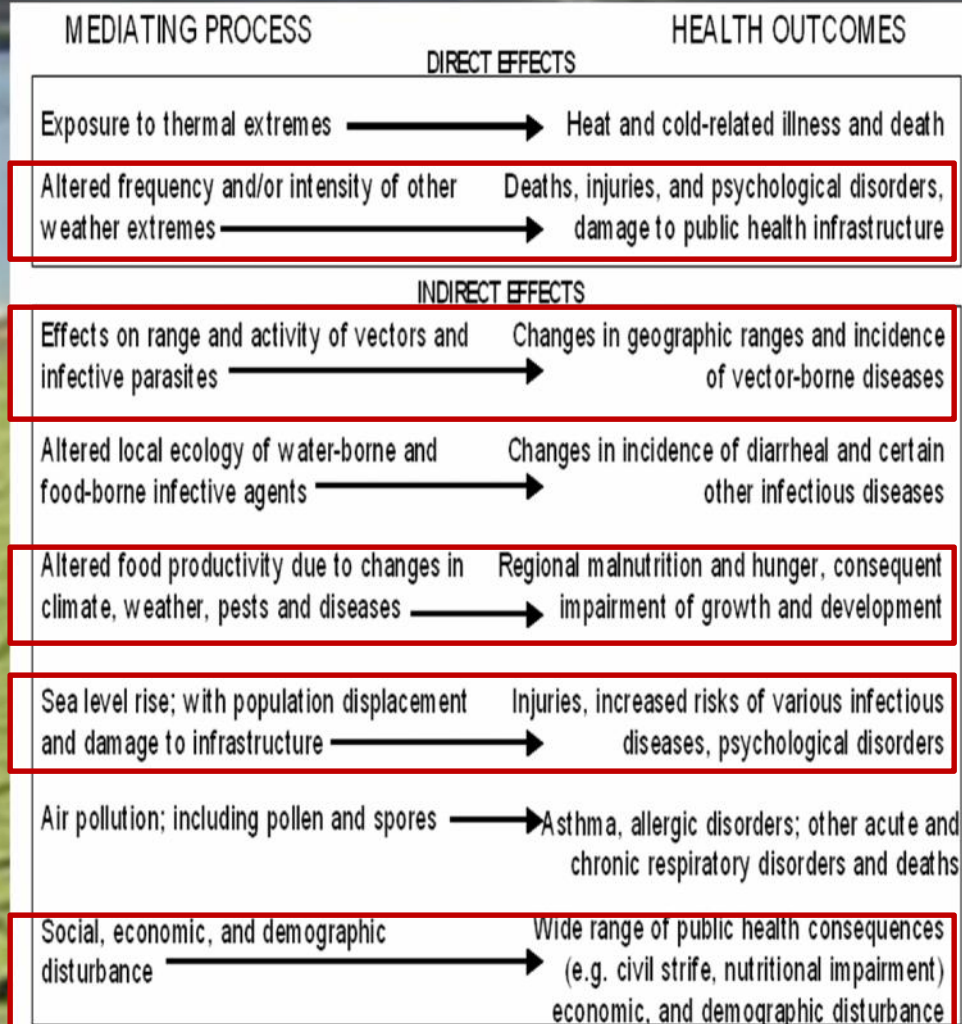 MEDIATING PROCESS HEALTH OUTCOMES
DIRECT EFFECTS
Exposure to thermal extremes Heat and cold-related illness and death
Altered frequency and/or intensity of other Deaths, injuries, and psychological disorders,
weather extremes damage to public health infrastructure
INDIRECT EFFECTS
Effects on range and activity of vectors and Changes in geographic ranges and incidence
infective parasites of vector-borne diseases
Altered local ecology of water-borne and Changes in incidence of diarrheal and certain
food-borne infective agents other infectious diseases
Altered food productivity due to changes in Regional malnutrition and hunger, consequent
climate, weather, pests and diseases impairment of growth and development
Sea level rise; with population displacement Injuries, increased risks of various infectious
and damage to infrastructure diseases, psychological disorders
Air pollution; including pollen and spores Asthma, allergic disorders; other acute and
chronic respiratory disorders and deaths
Social, economic, and demographic Wide range of public health consequences
disturbance (e.g. civil strife, nutritional impairment)
economic, and demographic disturbance